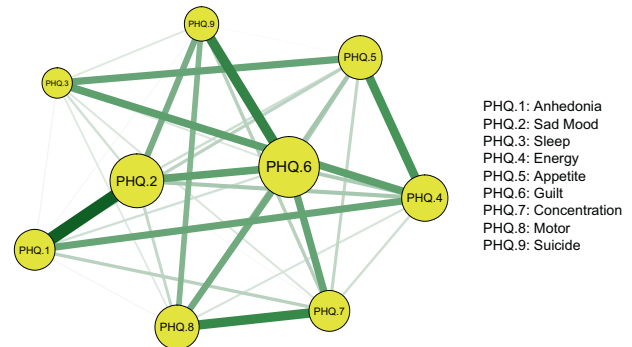 PHQ.9
PHQ.5
PHQ.3
PHQ.2
PHQ.6
PHQ.4
PHQ.1
PHQ.7
PHQ.8
PHQ.1: Anhedonia
PHQ.2: Sad Mood
PHQ.3: Sleep
PHQ.4: Energy
PHQ.5: Appetite
PHQ.6: Guilt
PHQ.7: Concentration
PHQ.8: Motor
PHQ.9: Suicide